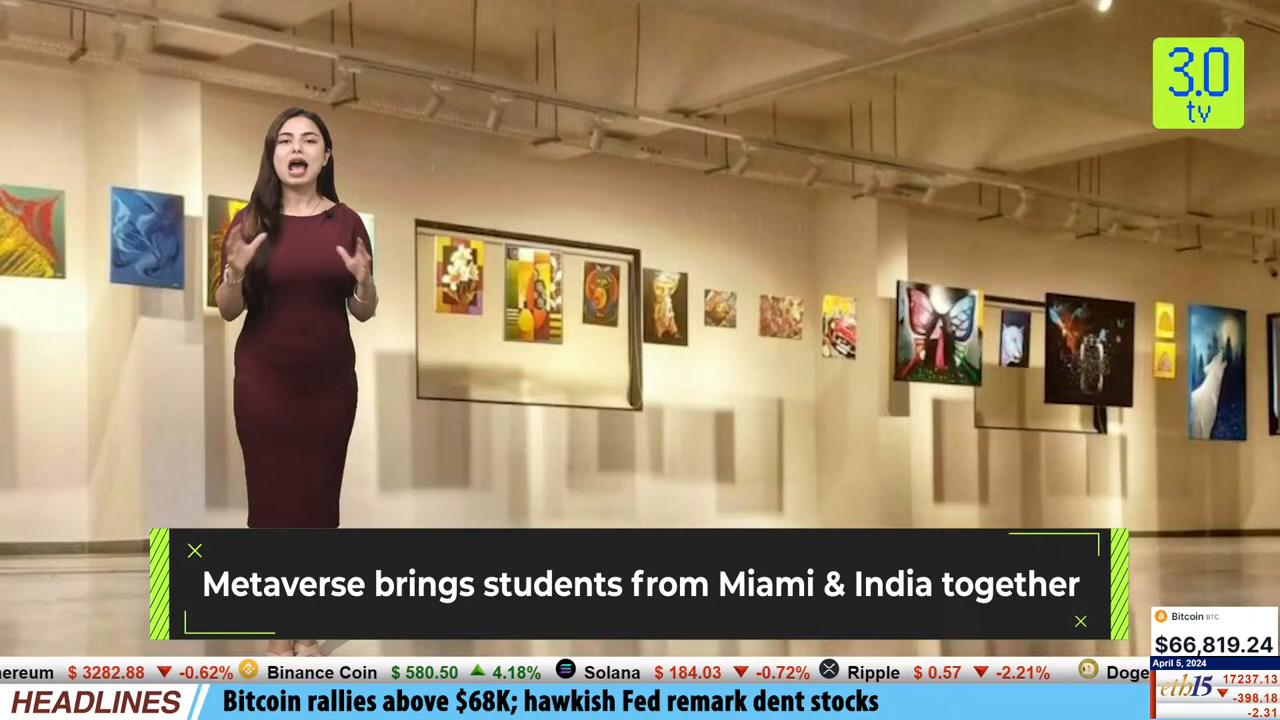 3.0
tv
Metaverse brings students from Miami & India together
Bitcoin BTC
$66,819.24
ereum $ 3282.88 -0.62% Binance Coin $ 580.50 4.18% Solana $ 184.03 -0.72% Ripple $ 0.57 -2.21% Doge
April 5, 2024
eth15 17237.13
-398.18
-2.31
HEADLINES Bitcoin rallies above $68K; hawkish Fed remark dent stocks